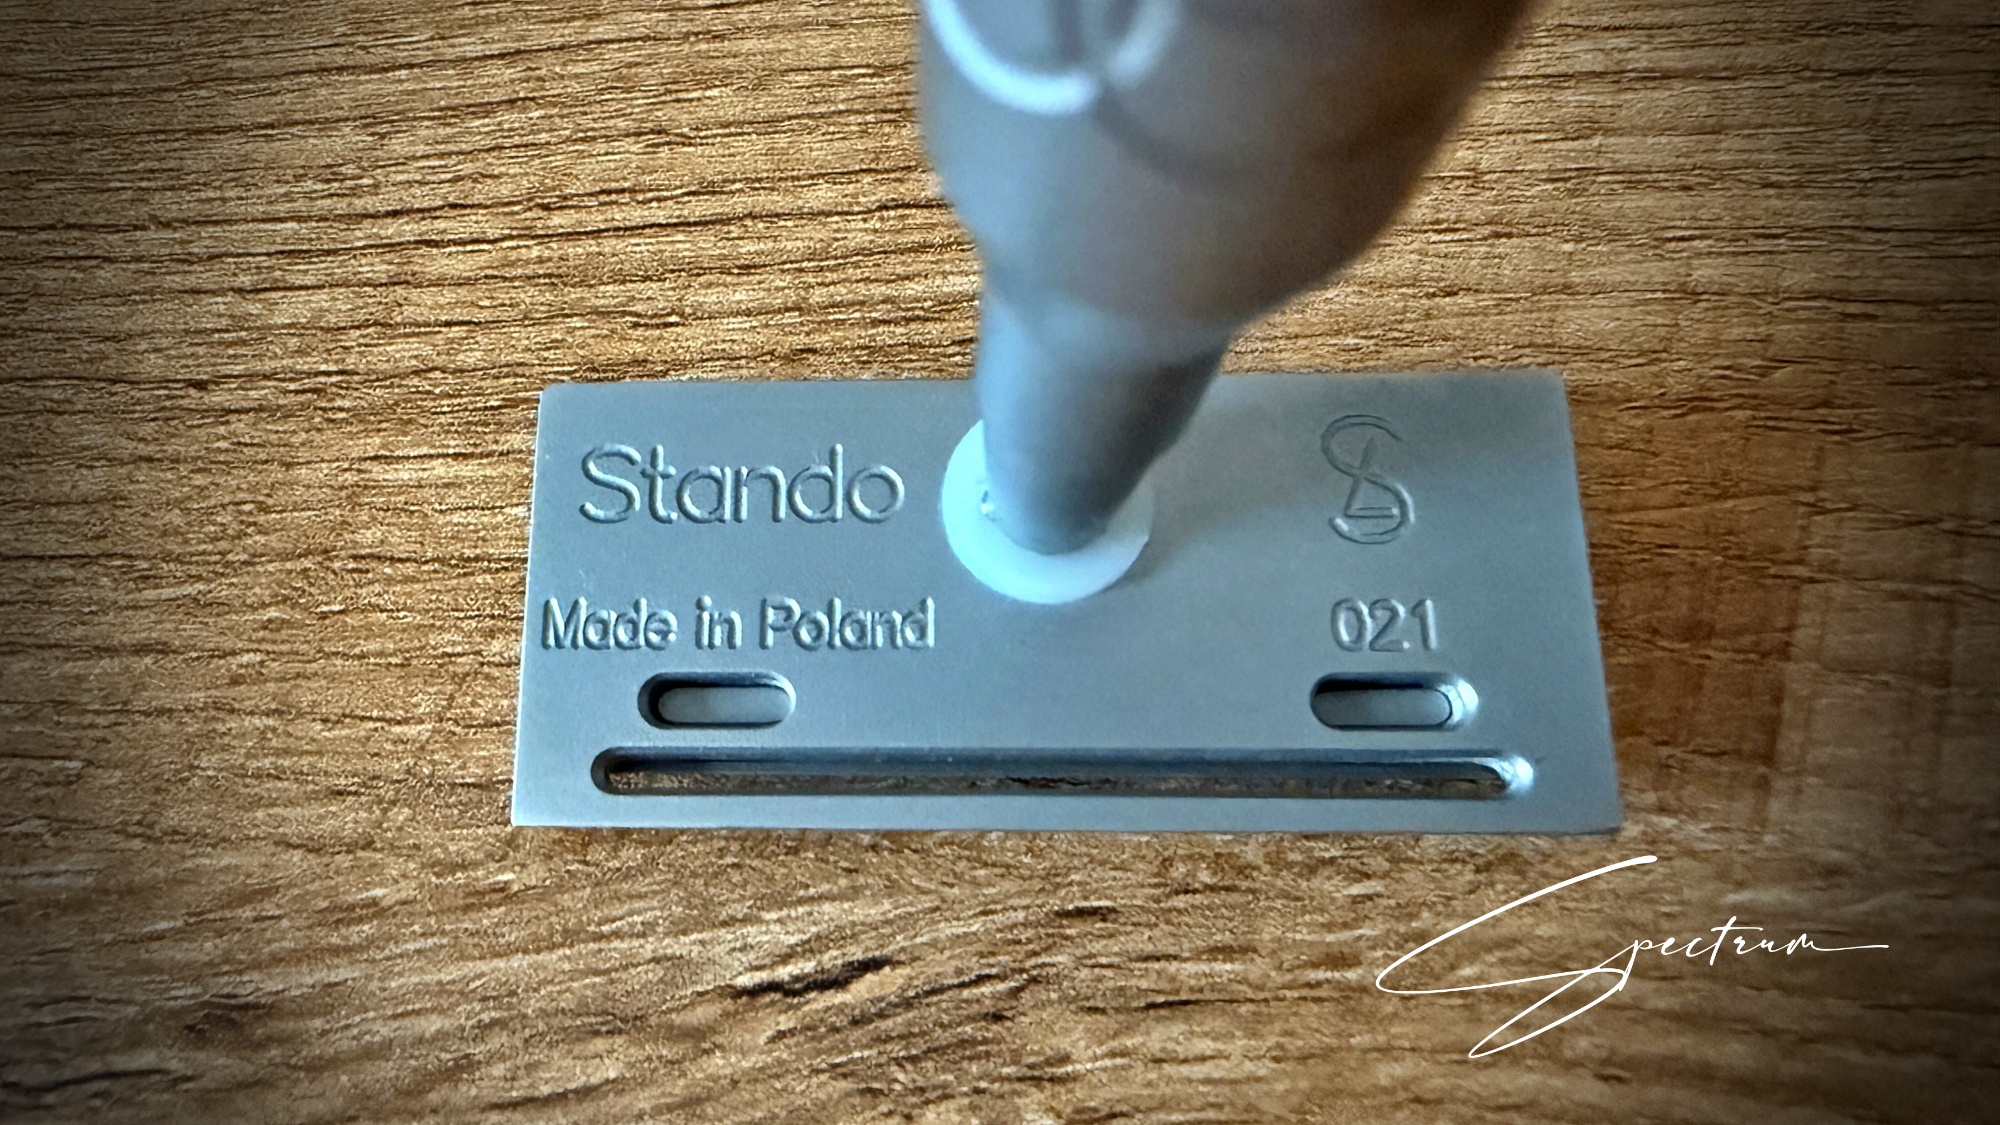 Stando
Made in Poland
021
Spectrum